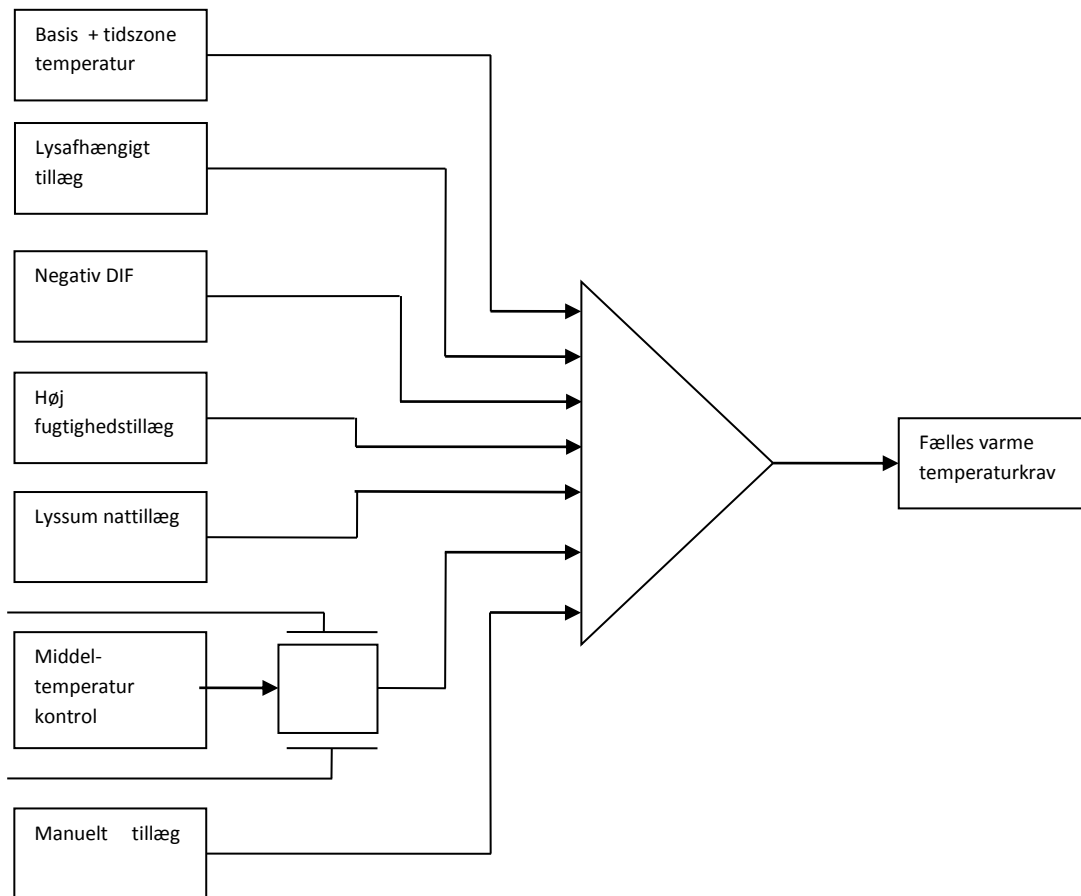 Basis + tidszone
temperatur
Lysafhængigt
tillæg
Negativ DIF
Høj
fugtighedstillæg
Lyssum nattillæg
Middel-
temperatur
kontrol
Manuelt tillæg
Fælles varme
temperaturkrav